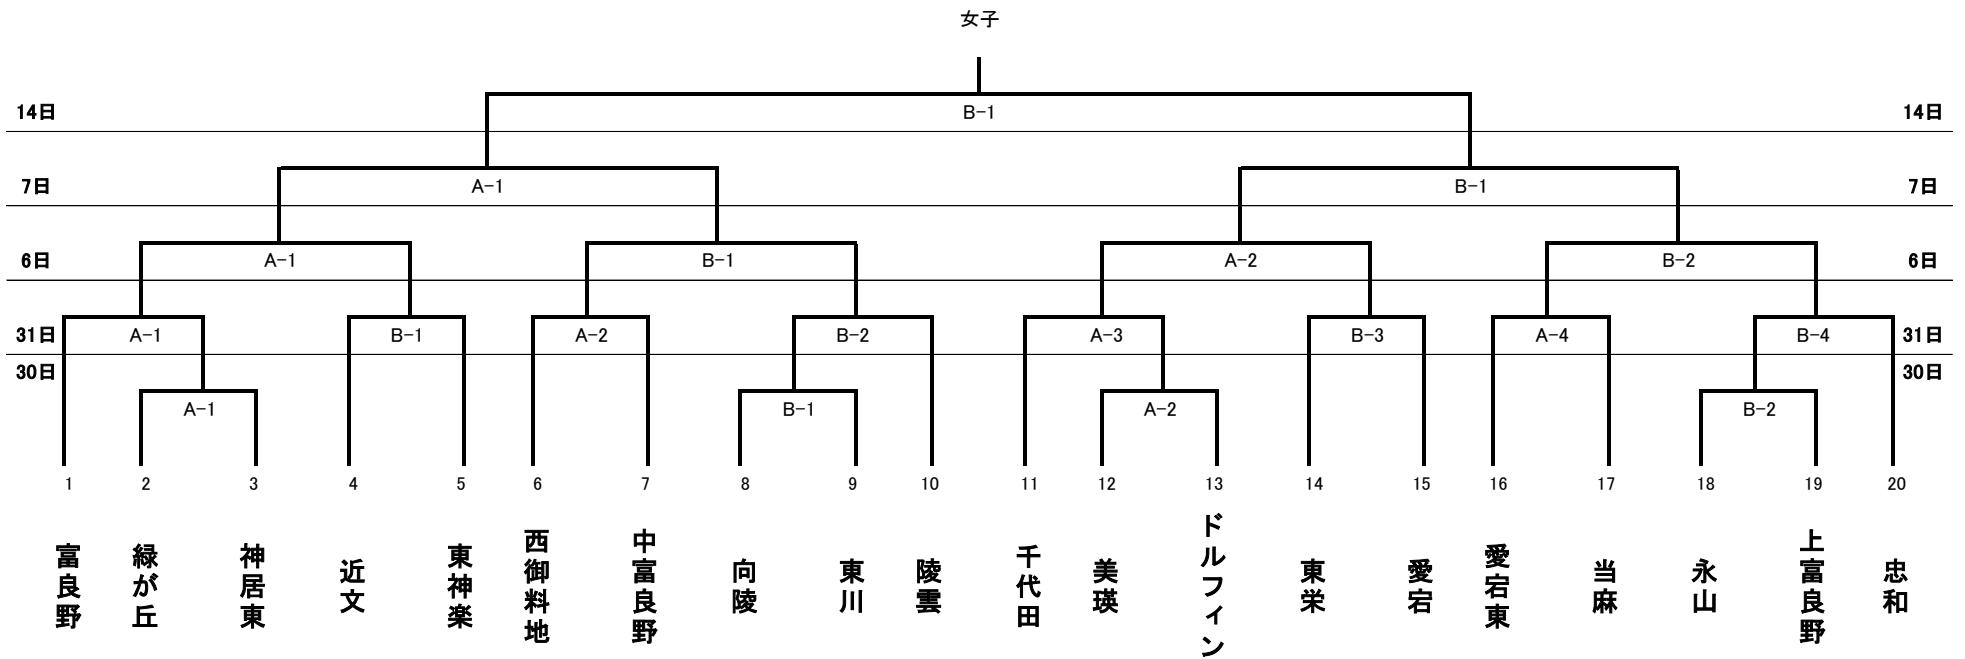 女子
14日 B-1 14日
7日 A-1 B-1 7日
6日 A-1 B-1 A-2 B-2 6日
31日 A-1 B-1 A-2 B-2 A-3 B-3 A-4 B-4 31日
30日 30日
A-1 B-1 A-2 B-2
1 2 3 4 5 6 7 8 9 10 11 12 13 14 15 16 17 18 19 20
富良野
緑が丘
神居東
近文
東神楽
西御料地
中富良野
向陵
東川
陵雲
千代田
美瑛
ドルフィン
東栄
愛宕
愛宕東
当麻
永山
上富良野
忠和